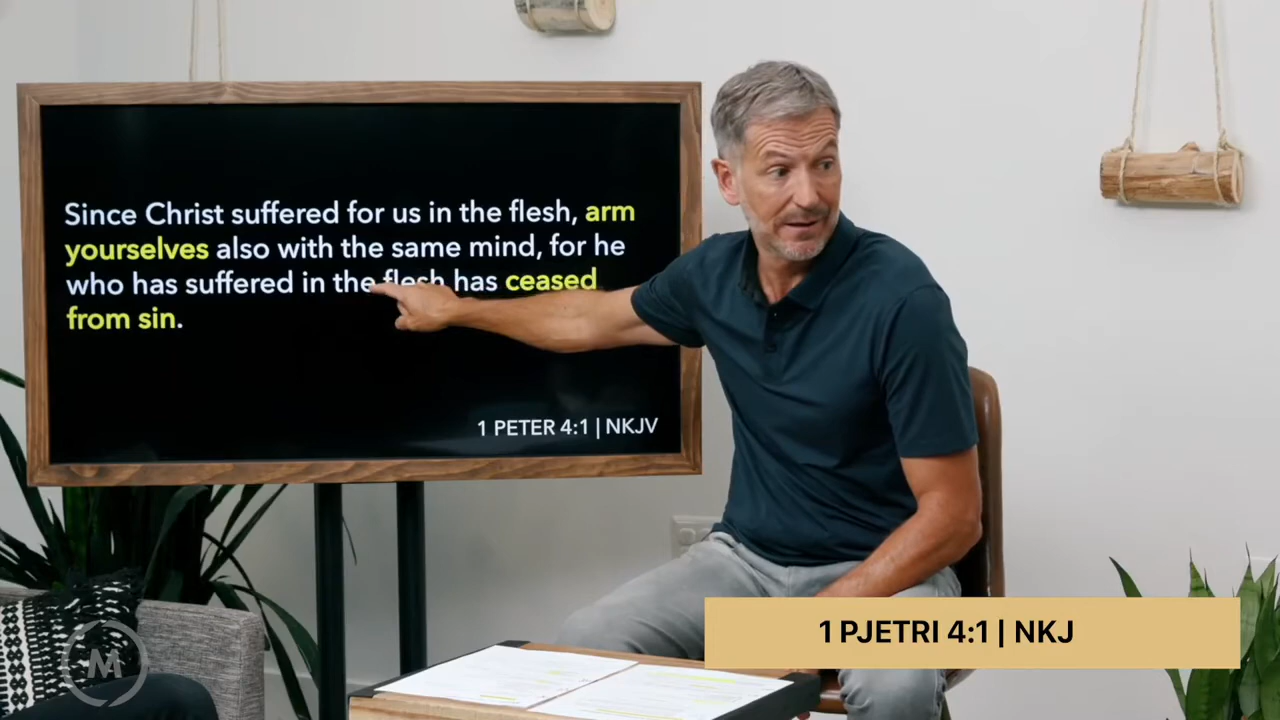 Since Christ suffered for us in the flesh, arm
yourselves also with the same mind, for he
who has suffered in the flesh has ceased
from sin.
1 PETER 4:1 | NKJV
1 PJETRI 4:1 | NKJ
M